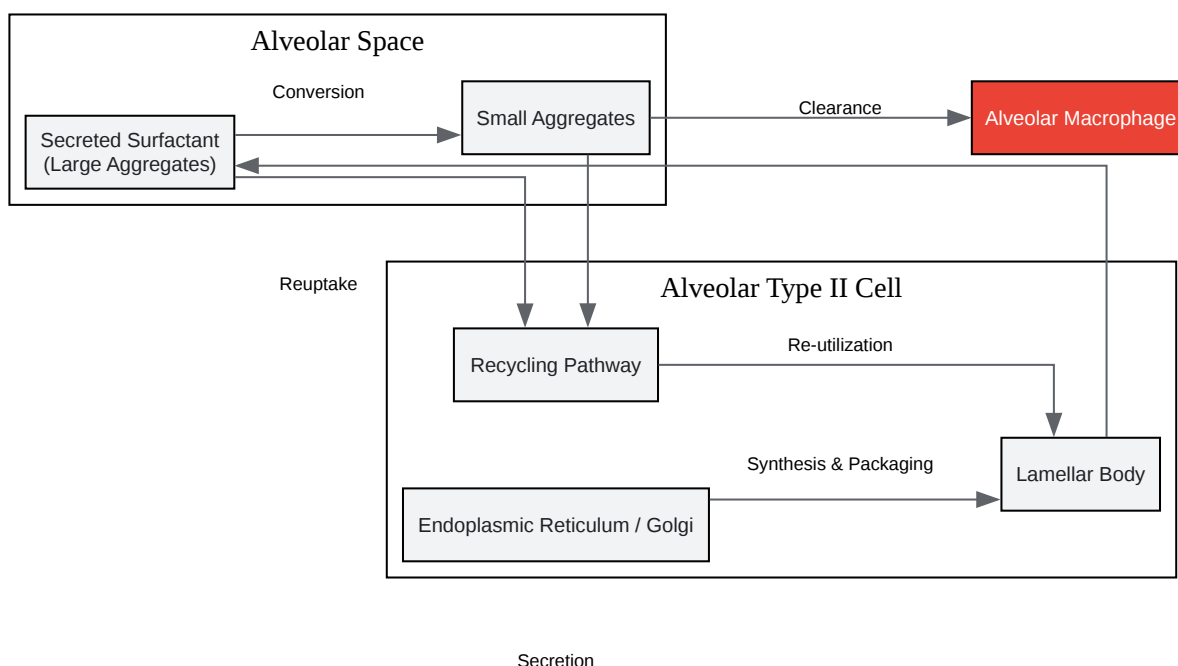 Alveolar Space
Conversion
Small Aggregates
Clearance
Alveolar Macrophage
Secreted Surfactant
(Large Aggregates)
Reuptake
Alveolar Type II Cell
Recycling Pathway
Re-utilization
Synthesis & Packaging
Lamellar Body
Endoplasmic Reticulum / Golgi
Secretion